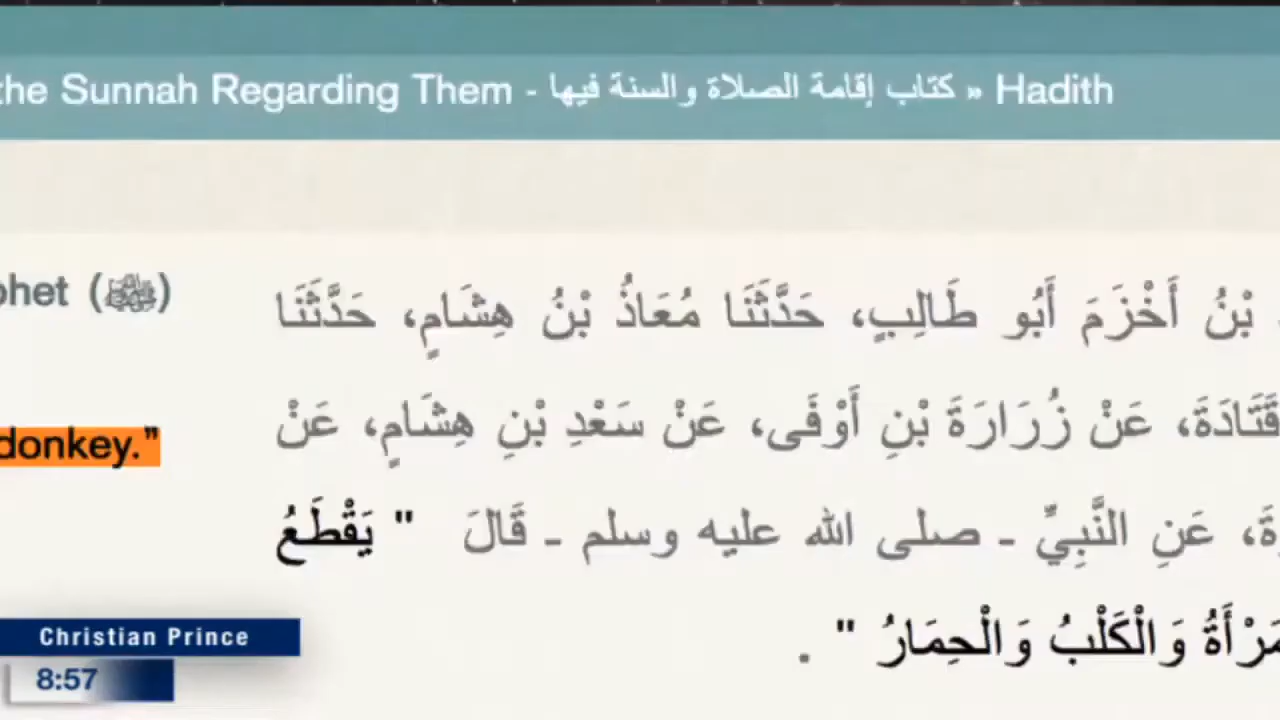 the Sunnah Regarding Them - كتاب إقامة الصلاة والسنة فيها » Hadith
phet (ﷺ)
donkey.”
بْنُ أَخْزَمَ أَبُو طَالِبٍ، حَدَّثَنَا مُعَاذُ بْنُ هِشَامٍ، حَدَّثَنَا
قَتَادَةَ، عَنْ زُرَارَةَ بْنِ أَوْفَى، عَنْ سَعْدِ بْنِ هِشَامٍ، عَنْ
عَنِ النَّبِيِّ ـ صلى الله عليه وسلم ـ قَالَ " يَقْطَعُ
مَرْأَةُ وَالْكَلْبُ وَالْحِمَارُ " .
Christian Prince
8:57